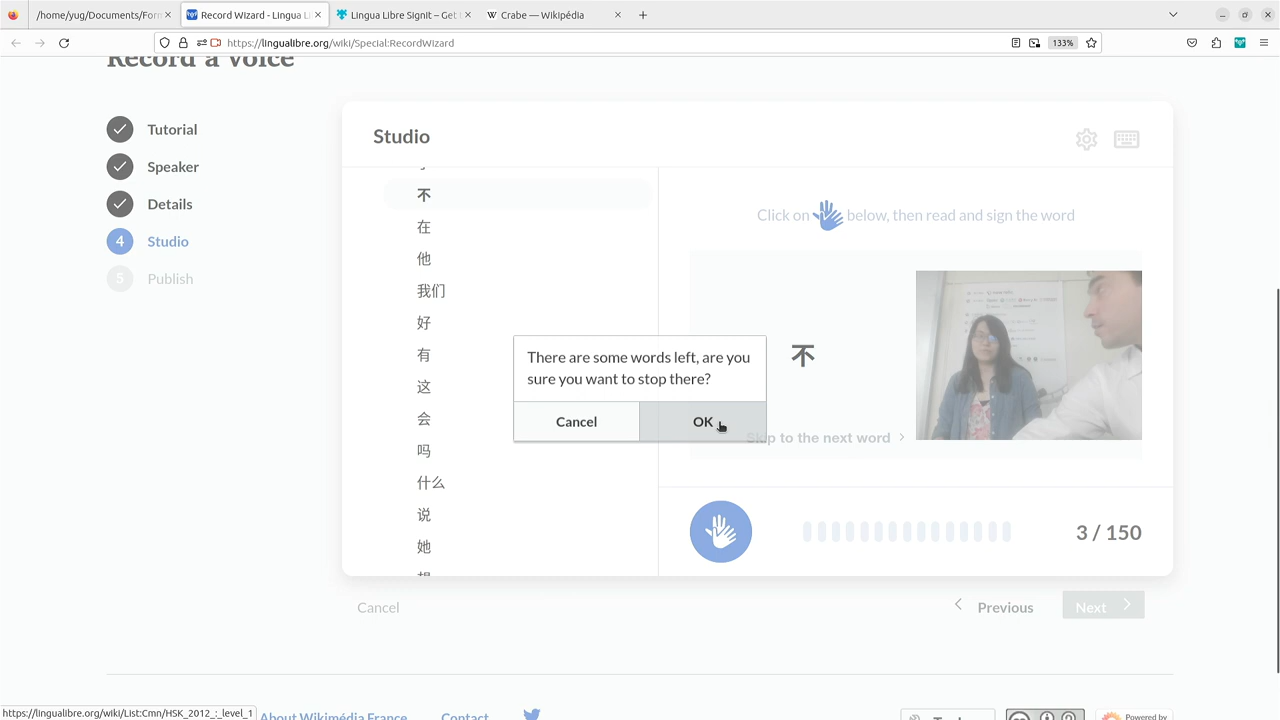 /home/yug/Documents/Form
Record Wizard - Lingua Li
Lingua Libre SignIt – Get
Crabe — Wikipédia
https://lingualibre.org/wiki/Special:RecordWizard
133%
Record a voice
Tutorial
Speaker
Details
4 Studio
5 Publish
Studio
不
在
他
我们
好
有
这
会
吗
什么
说
她
想
Click on below, then read and sign the word
不
There are some words left, are you
sure you want to stop there?
Cancel
OK
Skip to the next word
3 / 150
Cancel
Previous
Next
https://lingualibre.org/wiki/List:Cmn/HSK_2012_:_level_1
About Wikimédia France
Contact
Powered by